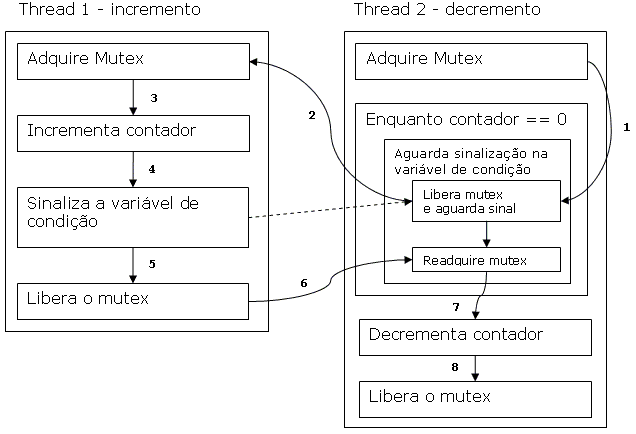 Thread 1 - incremento
Adquire Mutex
3
Incrementa contador
4
Sinaliza a variável de
condição
5
Libera o mutex
2
6
Thread 2 - decremento
Adquire Mutex
1
Enquanto contador == 0
Aguarda sinalização na
variável de condição
Libera mutex
e aguarda sinal
Readquire mutex
7
Decrementa contador
8
Libera o mutex